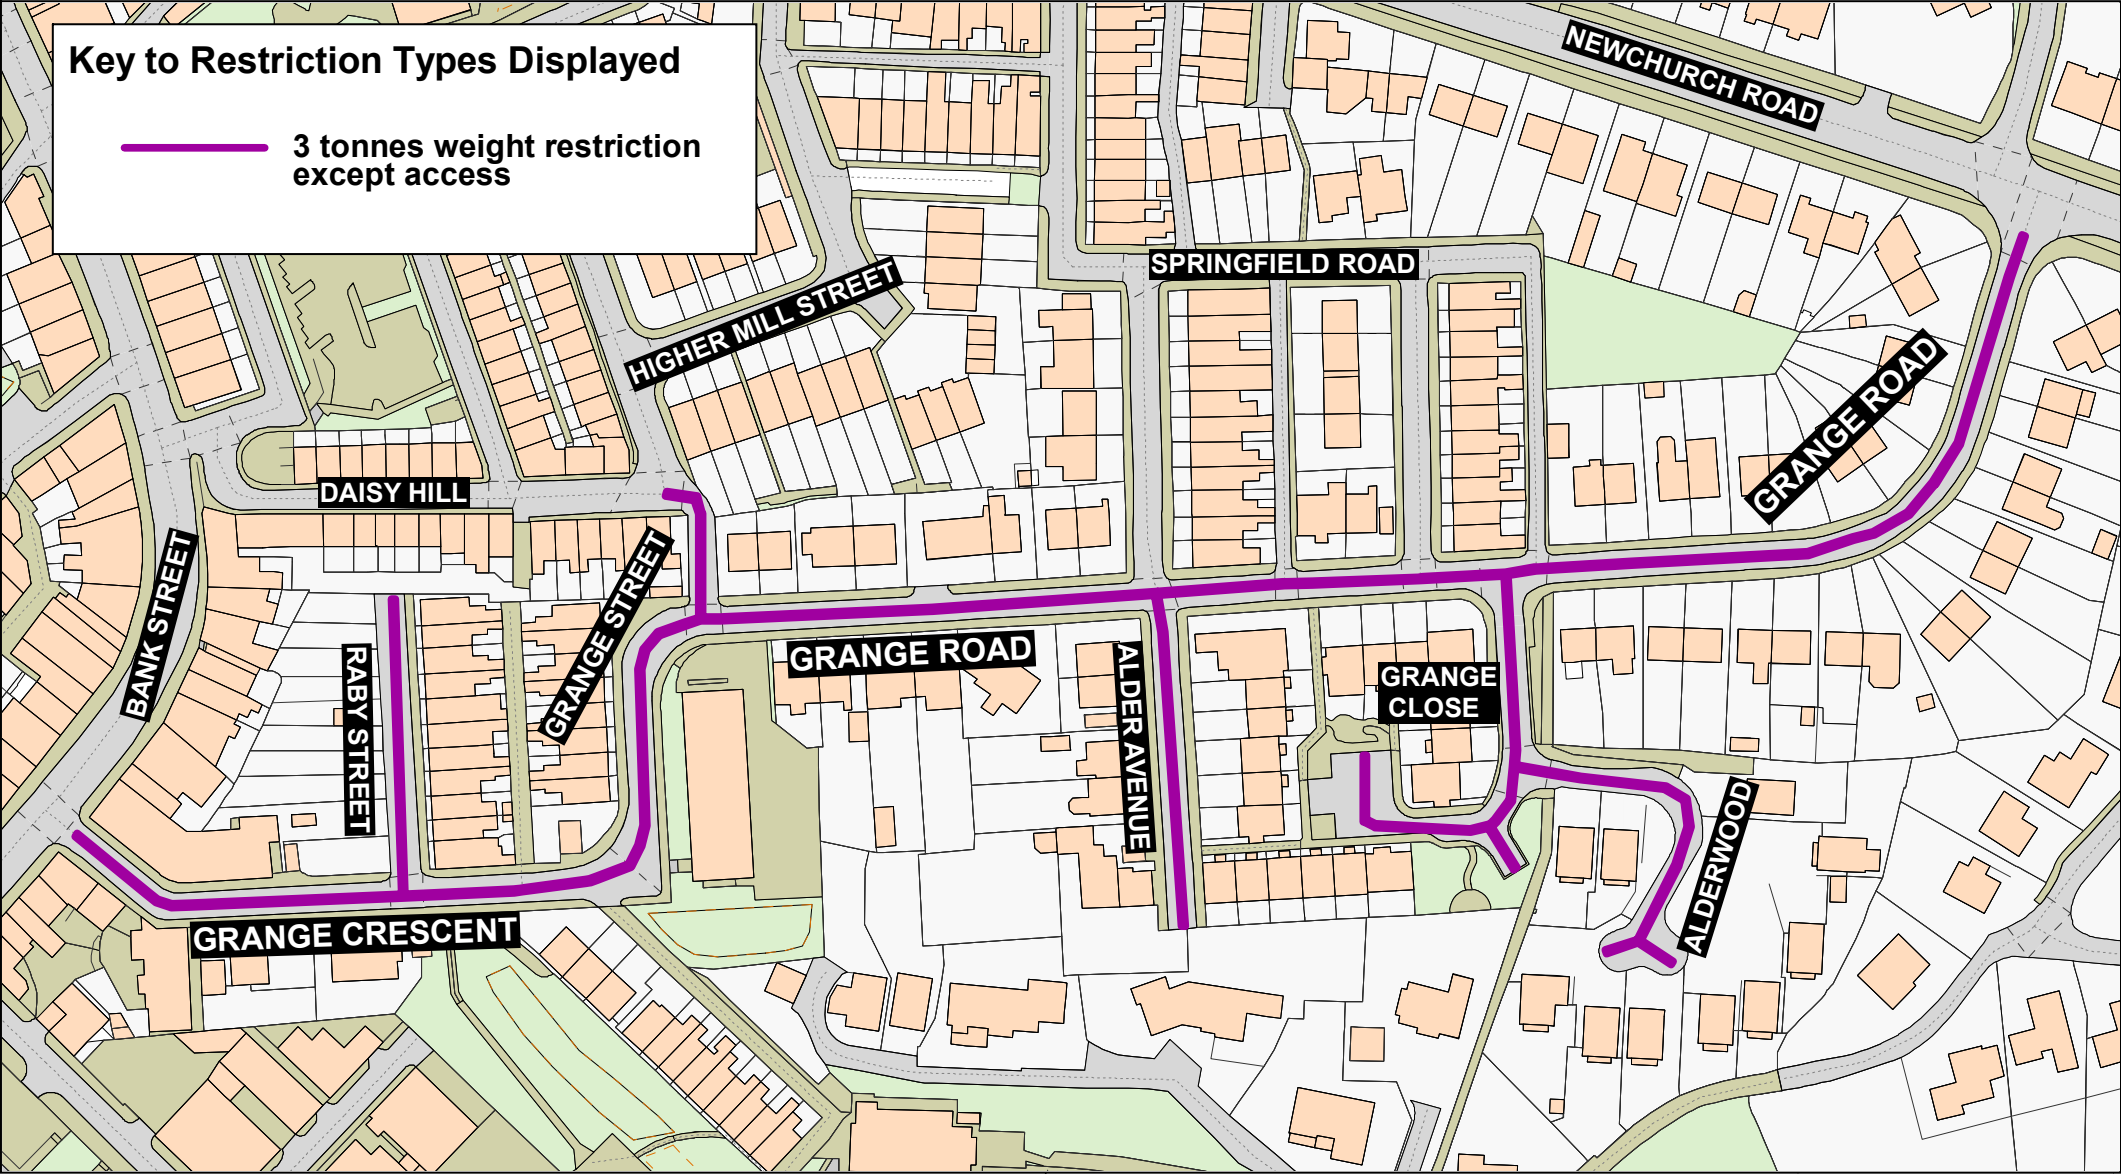 Key to Restriction Types Displayed
3 tonnes weight restriction
except access
NEWCHURCH ROAD
SPRINGFIELD ROAD
HIGHER MILL STREET
GRANGE ROAD
DAISY HILL
BANK STREET
RABY STREET
GRANGE STREET
GRANGE ROAD
ALDER AVENUE
GRANGE
CLOSE
ALDERWOOD
GRANGE CRESCENT